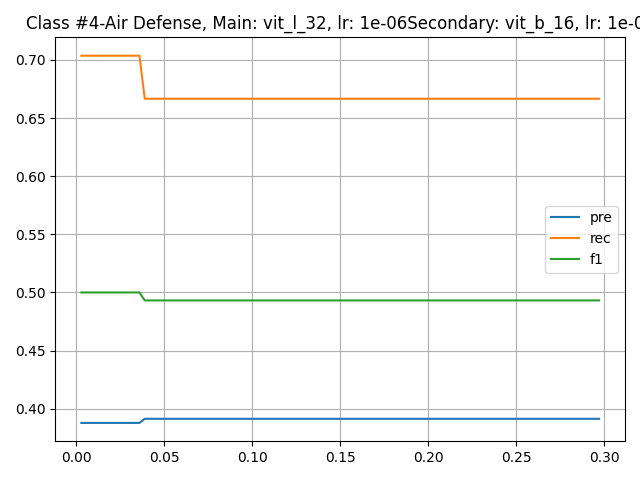 Class #4-Air Defense, Main: vit_l_32, lr: 1e-06Secondary: vit_b_16, lr: 1e-0
0.70
0.65
0.60
0.55
0.50
0.45
0.40
pre
rec
f1
0.00 0.05 0.10 0.15 0.20 0.25 0.30